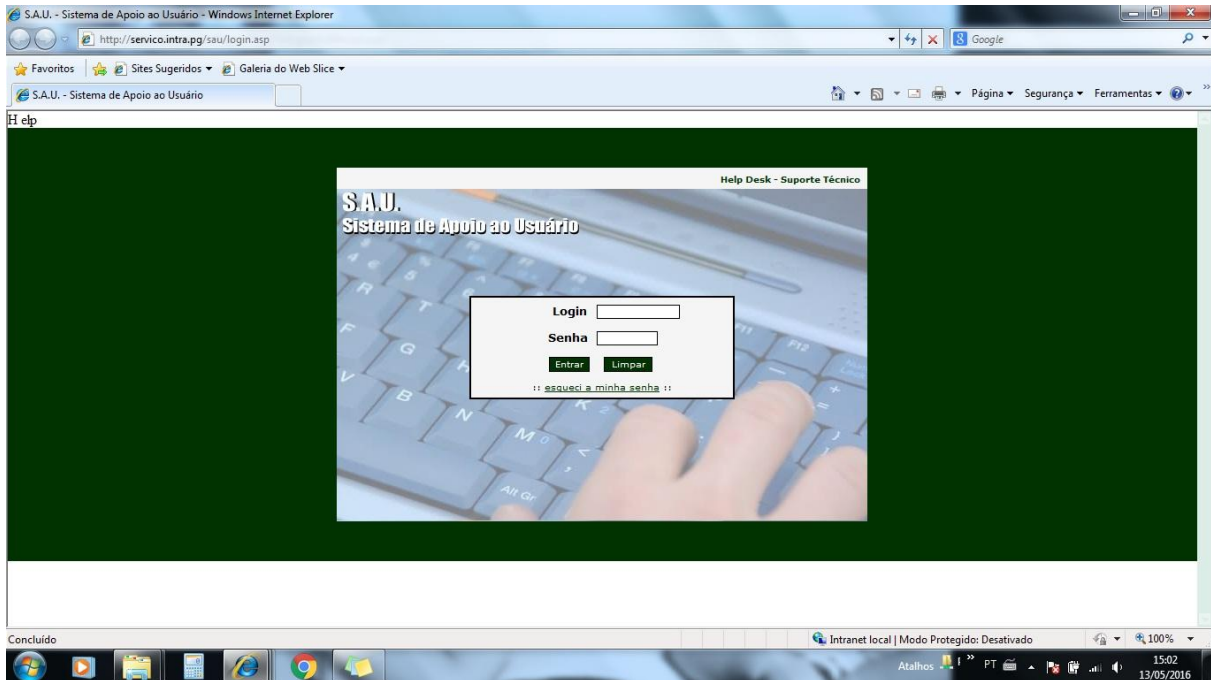 S.A.U. - Sistema de Apoio ao Usuário - Windows Internet Explorer
http://servico.intra.pg/sau/login.asp
Google
Favoritos Sites Sugeridos Galeria do Web Slice
S.A.U. - Sistema de Apoio ao Usuário Página Segurança Ferramentas
H elp
Help Desk - Suporte Técnico
S.A.U.
Sistema de Apoio ao Usuário
Login
Senha
Entrar Limpar
:: esqueci a minha senha ::
Concluído Intranet local | Modo Protegido: Desativado 100%
Atalhos PT 15:02
13/05/2016